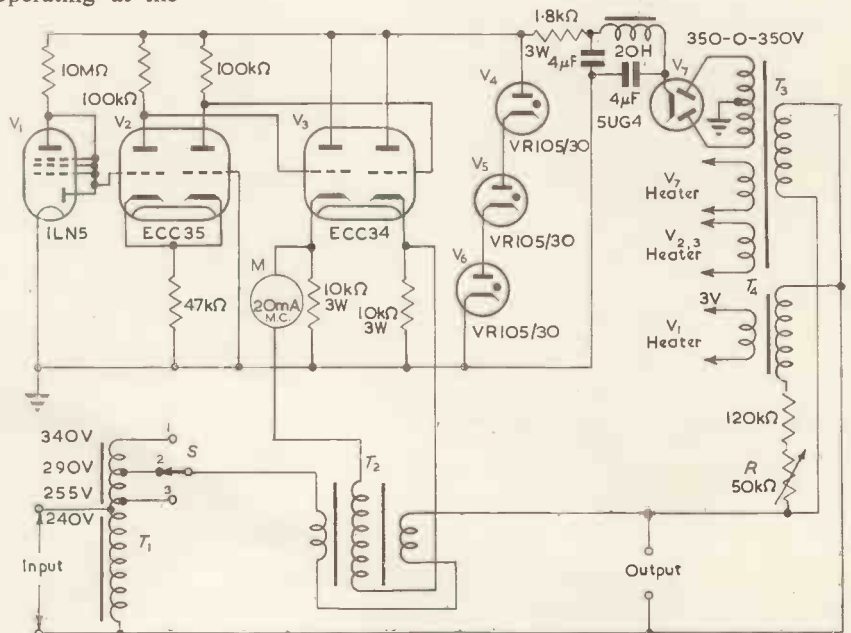 Operating at the
1·8kΩ
3W
20H
350-0-350V
4μF
4μF
V7
5UG4
T3
10MΩ
100kΩ
100kΩ
V1
V2
V3
V4
VR105/30
V5
VR105/30
V6
VR105/30
1LN5
ECC35
ECC34
V7
Heater
V2,3
Heater
T4
3V
V1
Heater
47kΩ
M
20mA
M.C.
10kΩ
3W
10kΩ
3W
120kΩ
R
50kΩ
340V
290V
255V
240V
1
2
3
S
T1
T2
Input
Output